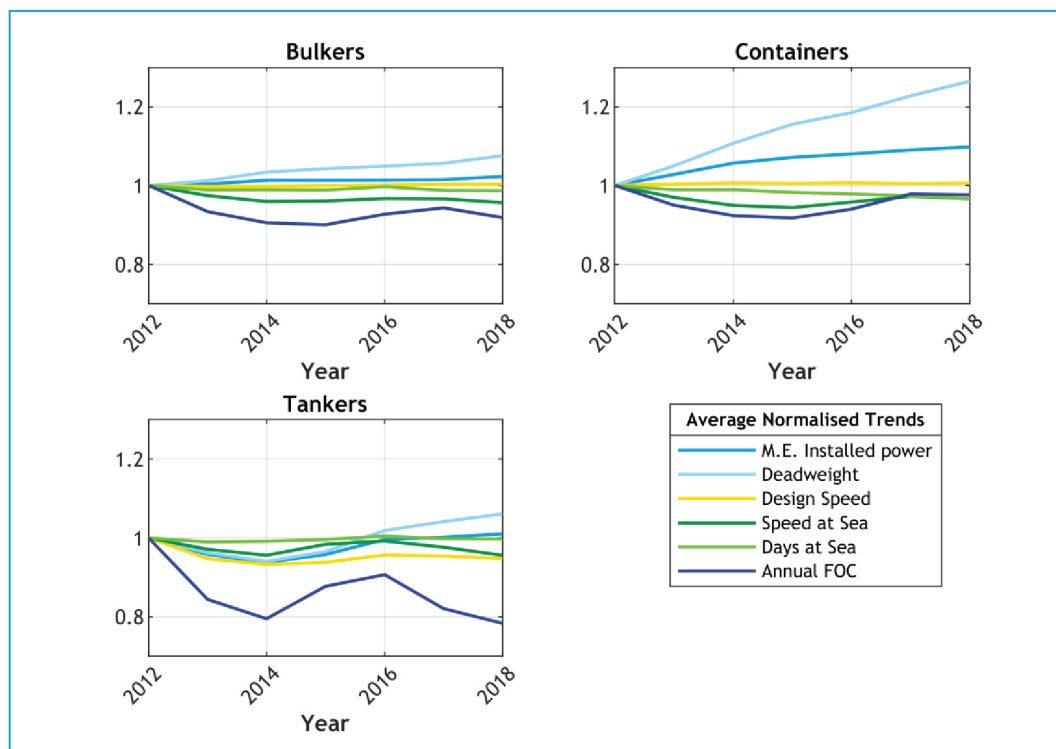 Bulkers
1.2
1
0.8
2012
2014
2016
2018
Year
Containers
1.2
1
0.8
2012
2014
2016
2018
Year
Tankers
1.2
1
0.8
2012
2014
2016
2018
Year
Average Normalised Trends
M.E. Installed power
Deadweight
Design Speed
Speed at Sea
Days at Sea
Annual FOC